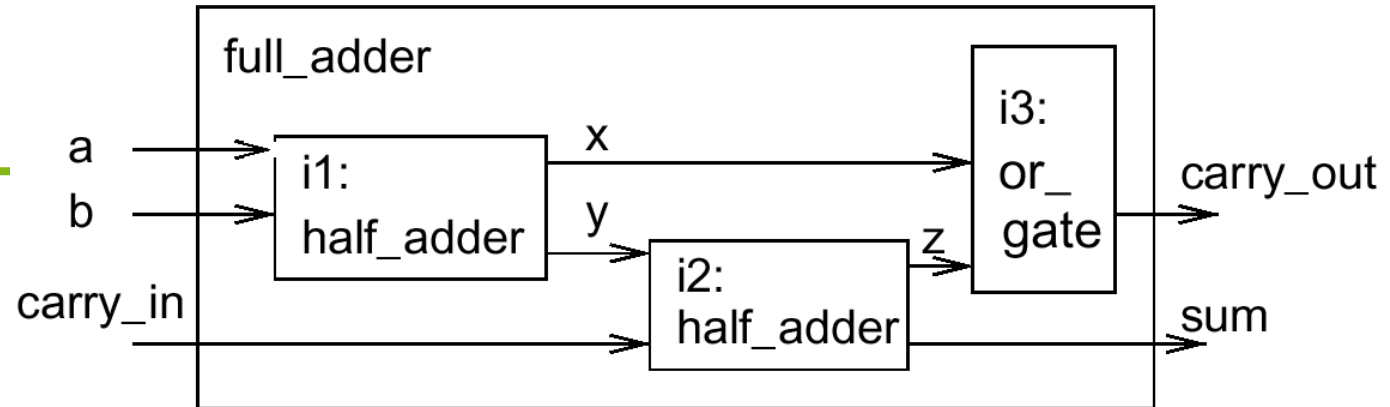 full_adder
a
b
carry_in
i1:
half_adder
x
y
i2:
half_adder
z
i3:
or_
gate
carry_out
sum